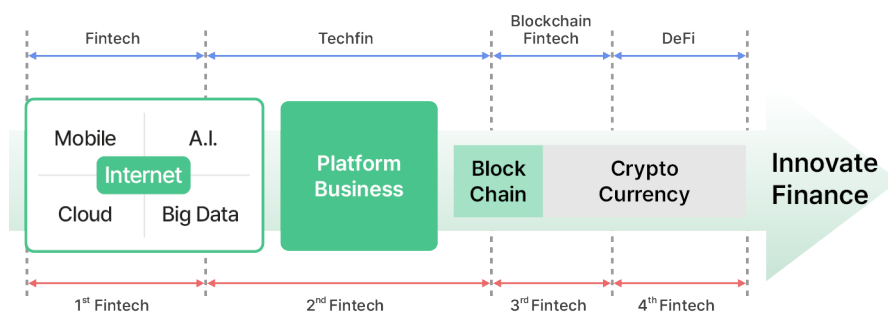 Fintech
Techfin
Blockchain
Fintech
DeFi
Mobile
A.I.
Internet
Cloud
Big Data
Platform
Business
Block
Chain
Crypto
Currency
Innovate
Finance
1st Fintech
2nd Fintech
3rd Fintech
4th Fintech